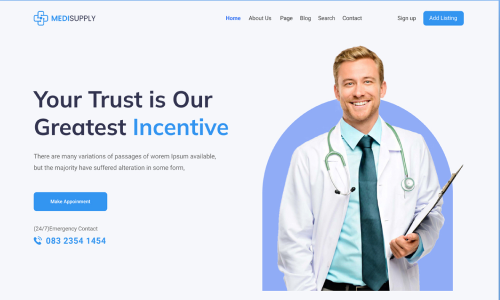 MEDISUPPLY
Home About Us Page Blog Search Contact Sign up Add Listing
Your Trust is Our
Greatest Incentive
There are many variations of passages of worem Ipsum available,
but the majority have suffered alteration in some form,
Make Appoinment
(24/7)Emergency Contact
083 2354 1454